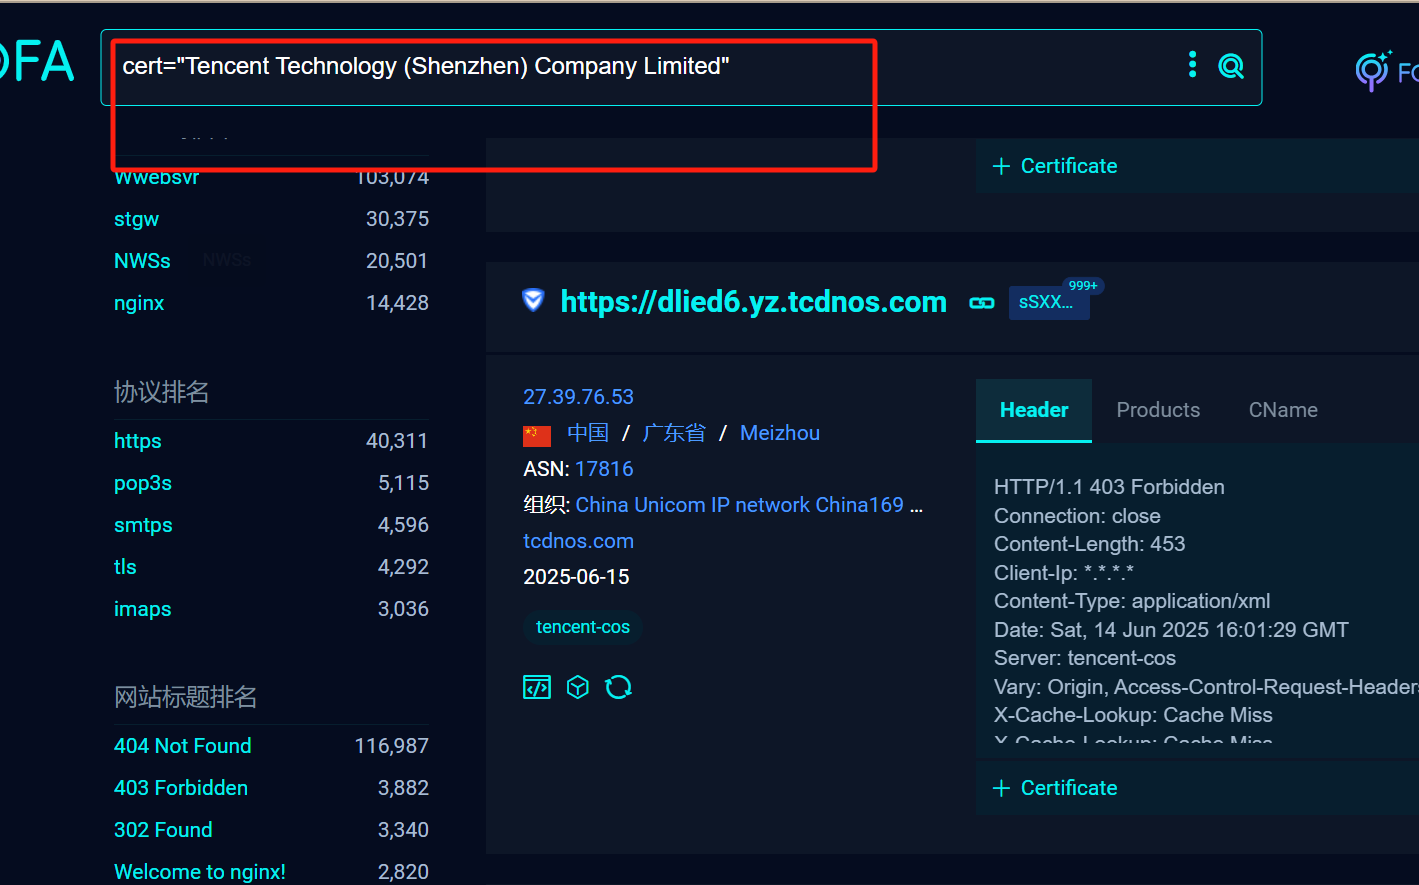 FA
cert="Tencent Technology (Shenzhen) Company Limited"
Wwebsvr 103,074
stgw 30,375
NWSs 20,501
NWSs
nginx 14,428
协议排名
https 40,311
pop3s 5,115
smtps 4,596
tls 4,292
imaps 3,036
网站标题排名
404 Not Found 116,987
403 Forbidden 3,882
302 Found 3,340
Welcome to nginx! 2,820
+ Certificate
https://dlied6.yz.tcdnos.com sSXX... 999+
27.39.76.53
中国 / 广东省 / Meizhou
ASN: 17816
组织: China Unicom IP network China169 ...
tcdnos.com
2025-06-15
tencent-cos
Header Products CName
HTTP/1.1 403 Forbidden
Connection: close
Content-Length: 453
Client-Ip: *.*.*.*
Content-Type: application/xml
Date: Sat, 14 Jun 2025 16:01:29 GMT
Server: tencent-cos
Vary: Origin, Access-Control-Request-Headers
X-Cache-Lookup: Cache Miss
X-Cache-Lookup: Cache Miss
+ Certificate